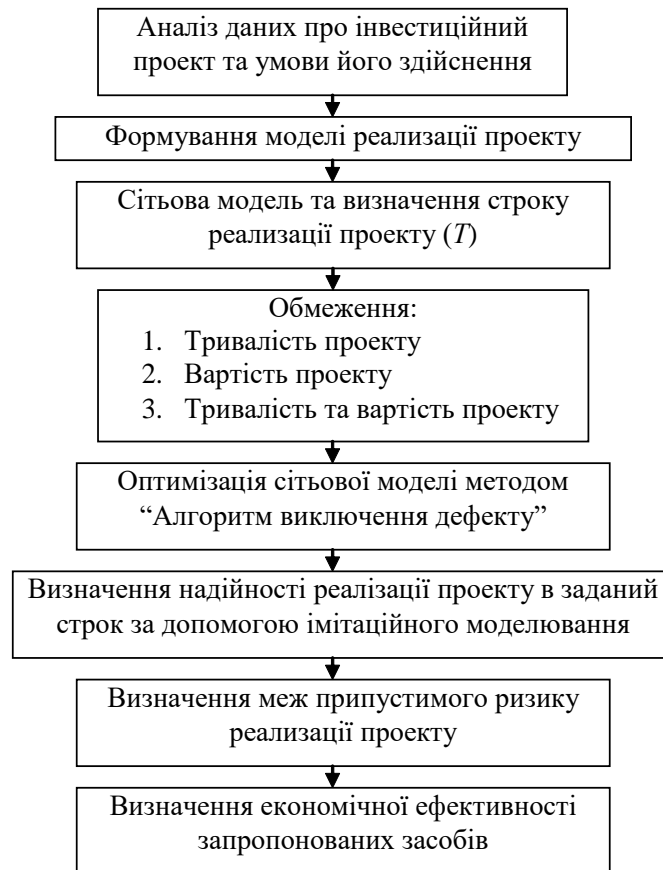 Аналіз даних про інвестиційний
проект та умови його здійснення
Формування моделі реализації проекту
Сітьова модель та визначення строку
реализації проекту (T)
Обмеження:
1. Тривалість проекту
2. Вартість проекту
3. Тривалість та вартість проекту
Оптимізація сітьової моделі методом
“Алгоритм виключення дефекту”
Визначення надійності реалізації проекту в заданий
строк за допомогою імітаційного моделювання
Визначення меж припустимого ризику
реализації проекту
Визначення економічної ефективності
запропонованих засобів